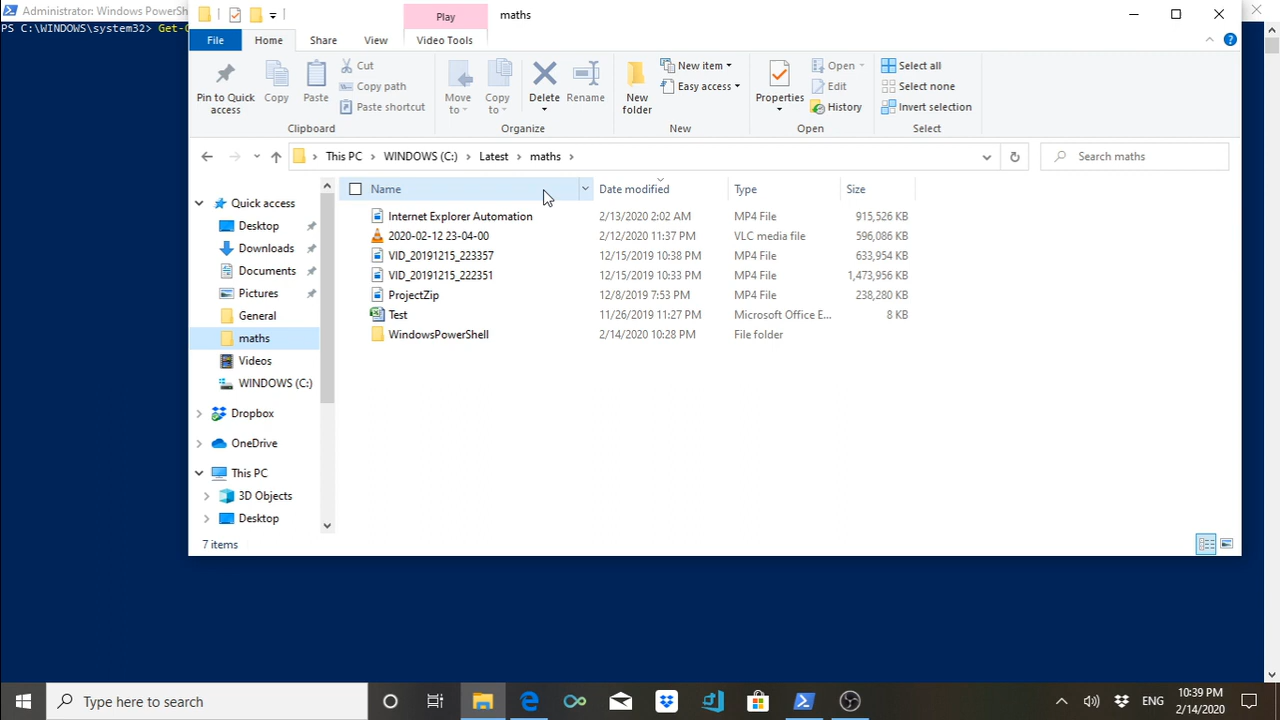 Administrator: Windows PowerSh
PS C:\WINDOWS\system32> Get-
Play
maths
File
Home
Share
View
Video Tools
Pin to Quick access
Copy
Paste
Cut
Copy path
Paste shortcut
Clipboard
Move to
Copy to
Delete
Rename
Organize
New folder
New item
Easy access
New
Properties
Open
Edit
History
Open
Select all
Select none
Invert selection
Select
This PC > WINDOWS (C:) > Latest > maths >
Search maths
Name
Date modified
Type
Size
Internet Explorer Automation 2/13/2020 2:02 AM MP4 File 915,526 KB
2020-02-12 23-04-00 2/12/2020 11:37 PM VLC media file 596,086 KB
VID_20191215_223357 12/15/2019 10:38 PM MP4 File 633,954 KB
VID_20191215_222351 12/15/2019 10:33 PM MP4 File 1,473,956 KB
ProjectZip 12/8/2019 7:53 PM MP4 File 238,280 KB
Test 11/26/2019 11:27 PM Microsoft Office E... 8 KB
WindowsPowerShell 2/14/2020 10:28 PM File folder
Quick access
Desktop
Downloads
Documents
Pictures
General
maths
Videos
WINDOWS (C:)
Dropbox
OneDrive
This PC
3D Objects
Desktop
7 items
Type here to search
ENG
10:39 PM
2/14/2020